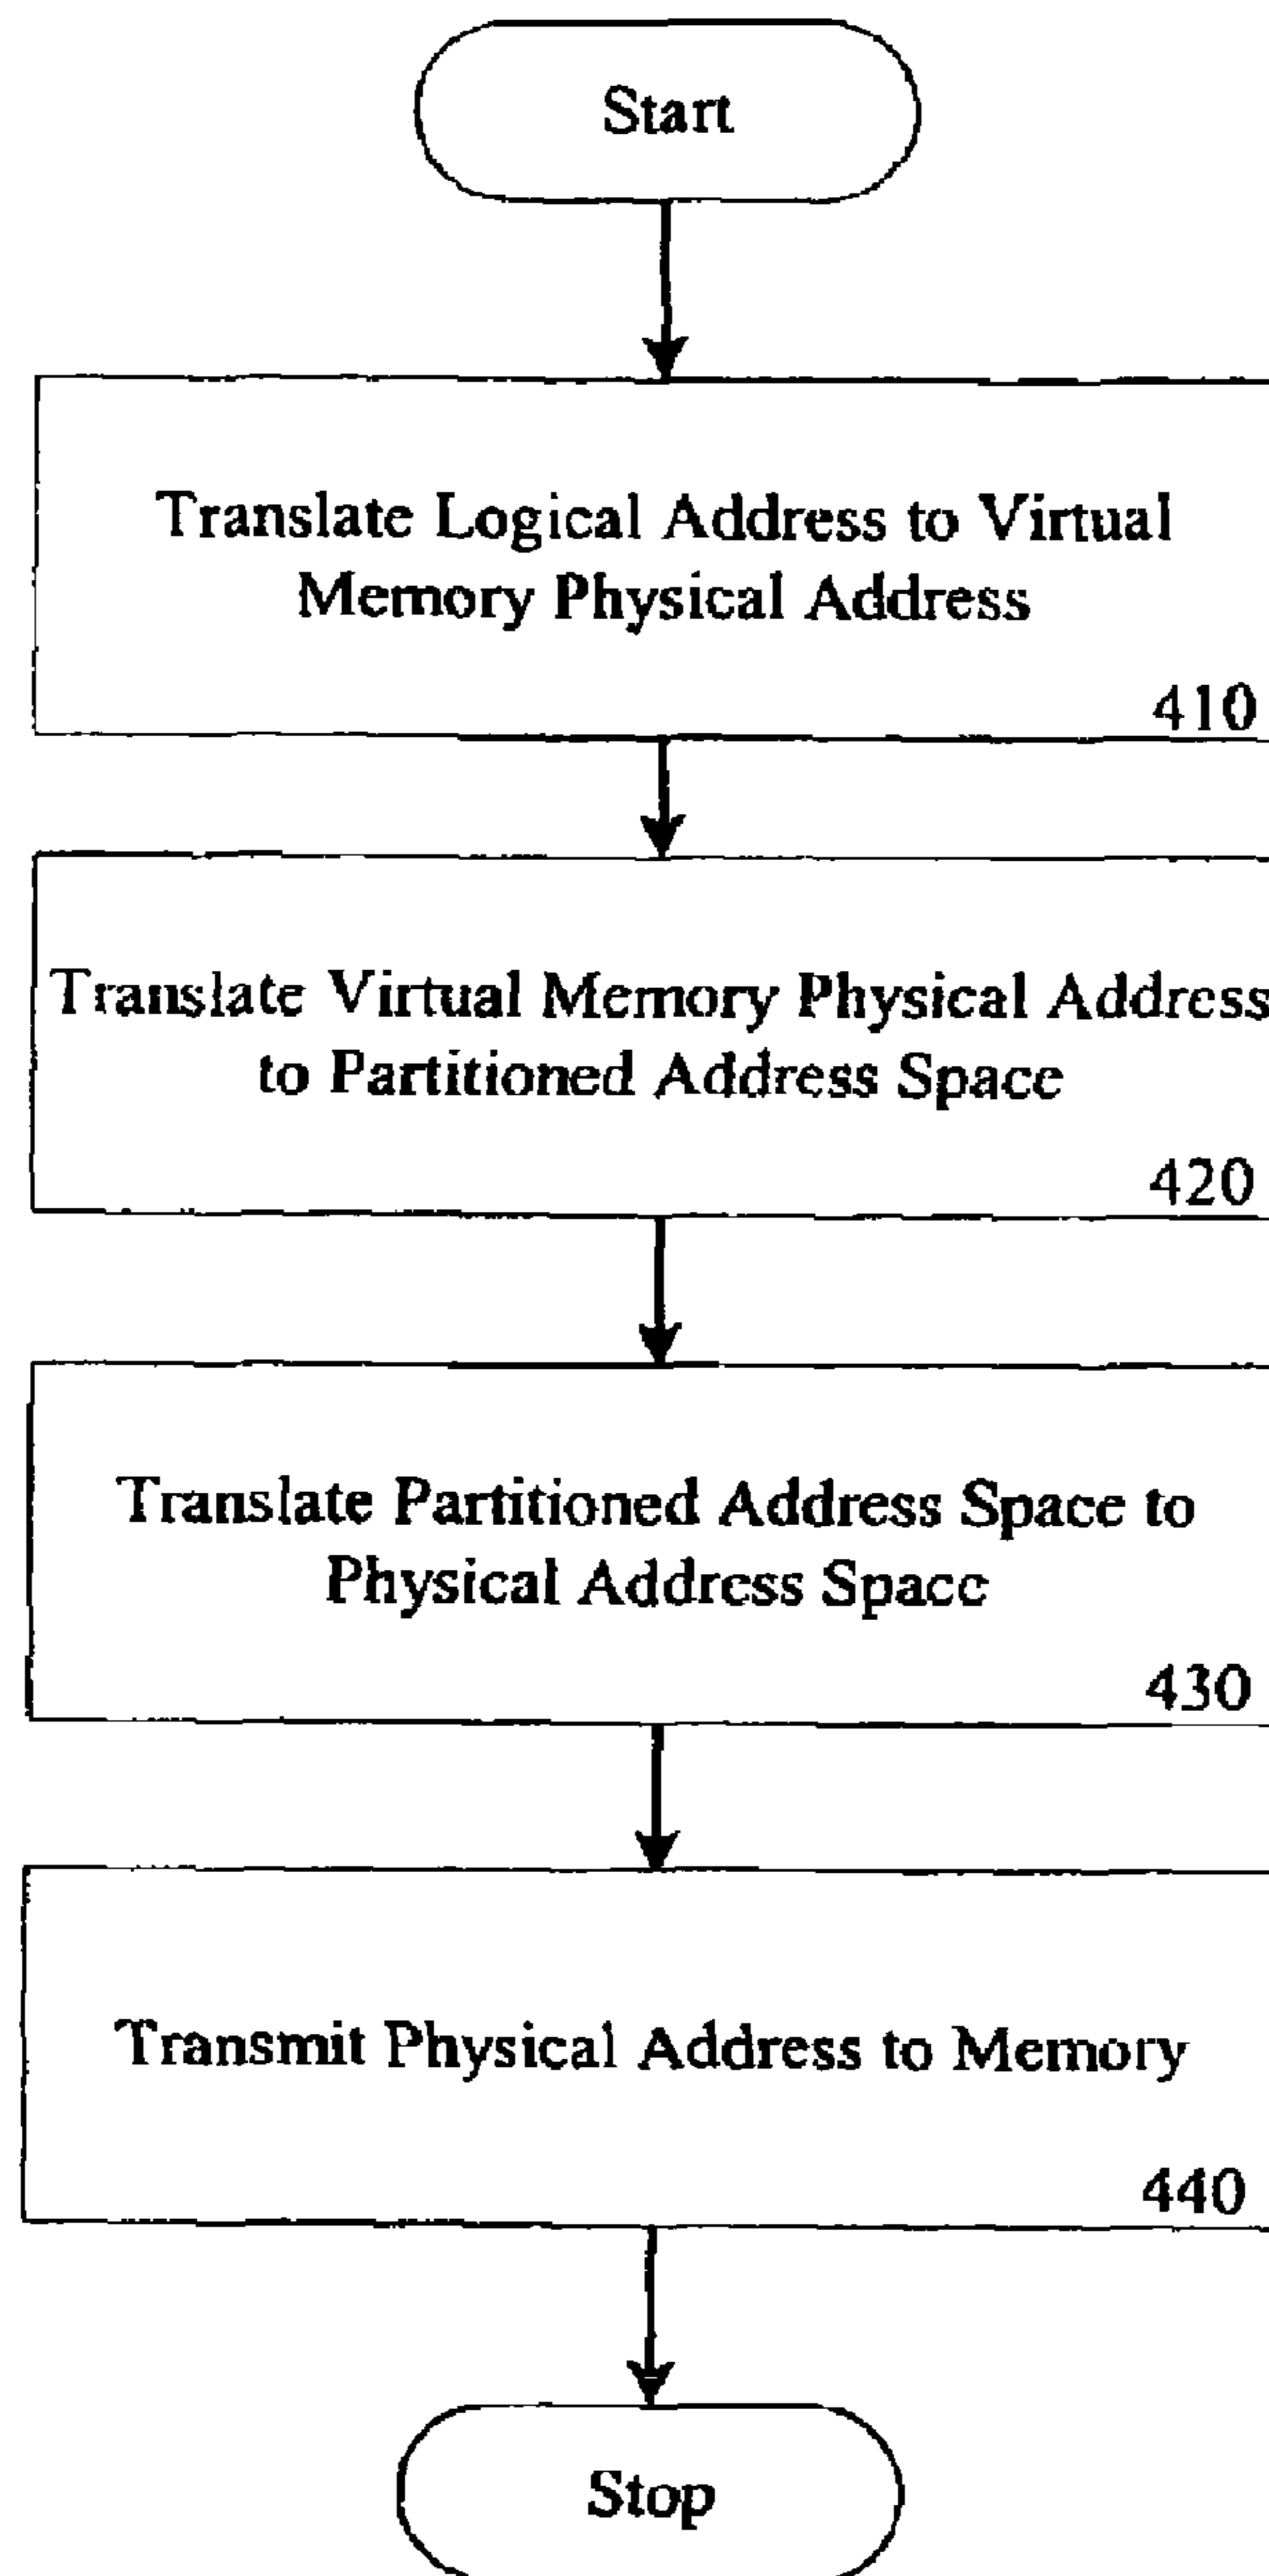 Start
Translate Logical Address to Virtual
Memory Physical Address
410
Translate Virtual Memory Physical Address
to Partitioned Address Space
420
Translate Partitioned Address Space to
Physical Address Space
430
Transmit Physical Address to Memory
440
Stop